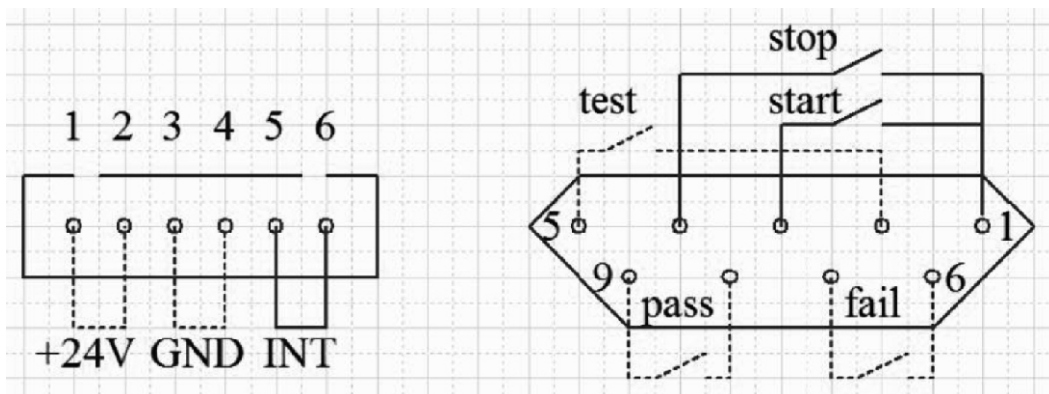 stop
test start
1 2 3 4 5 6
5 1
9 6
pass fail
+24V GND INT